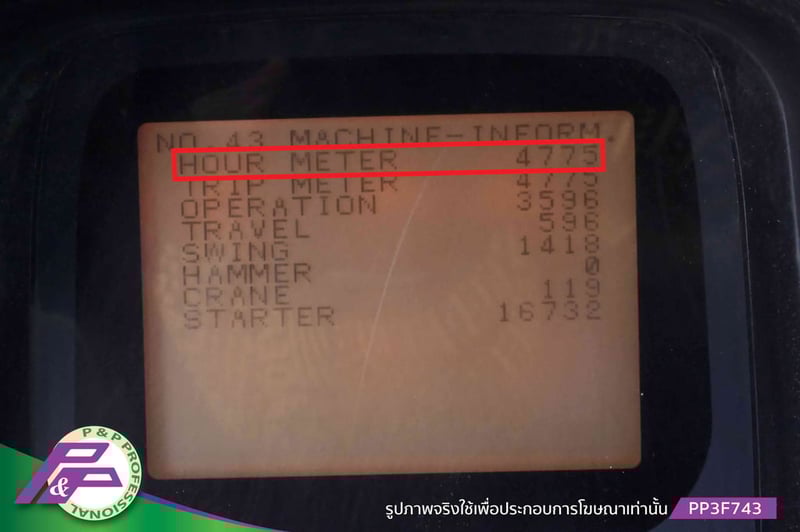 NO.43 MACHINE-INFORM.
HOUR METER 4775
TRIP METER 4775
OPERATION 3596
TRAVEL 596
SWING 1418
HAMMER 0
CRANE 119
STARTER 16732
P & P PROFESSIONAL
P&P
รูปภาพจริงใช้เพื่อประกอบการโฆษณาเท่านั้น PP3F743